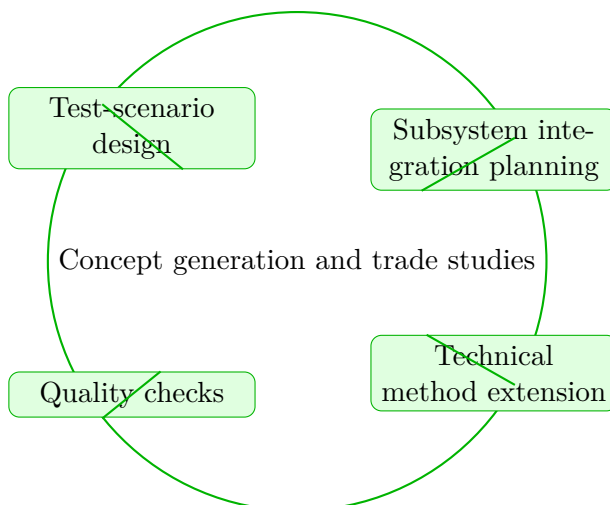 Test-scenario
design
Subsystem inte-
gration planning
Concept generation and trade studies
Quality checks
Technical
method extension